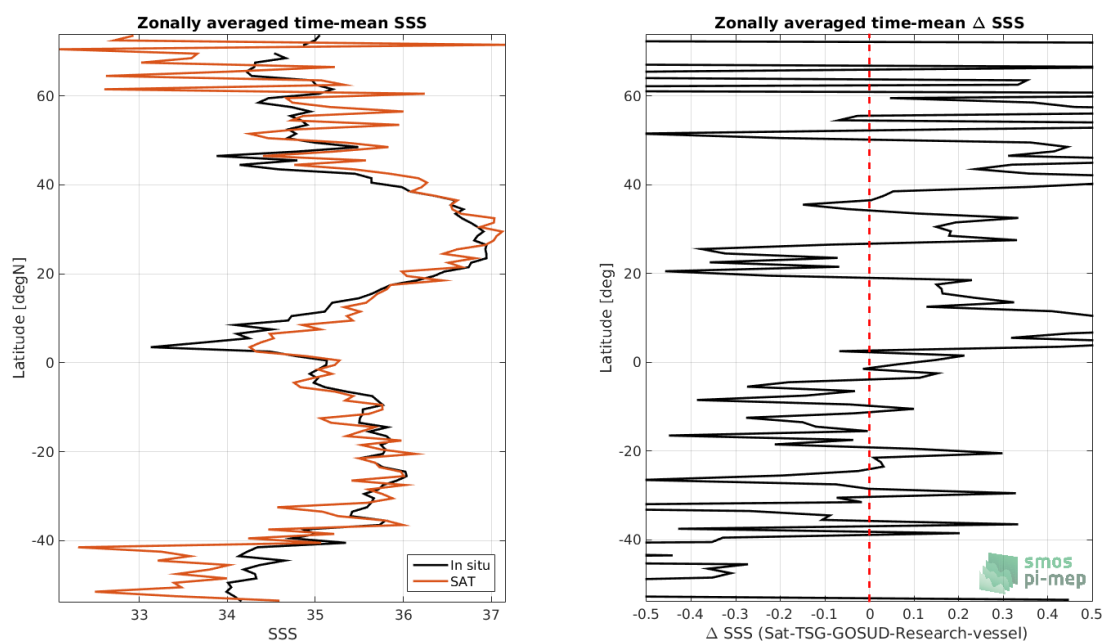 Zonally averaged time-mean SSS
60
40
20
0
-20
-40
Latitude [degN]
33
34
35
36
37
SSS
In situ
SAT
Zonally averaged time-mean Δ SSS
60
40
20
0
-20
-40
Latitude [deg]
-0.5
-0.4
-0.3
-0.2
-0.1
0
0.1
0.2
0.3
0.4
0.5
Δ SSS (Sat-TSG-GOSUD-Research-vessel)
smos
pi-mep